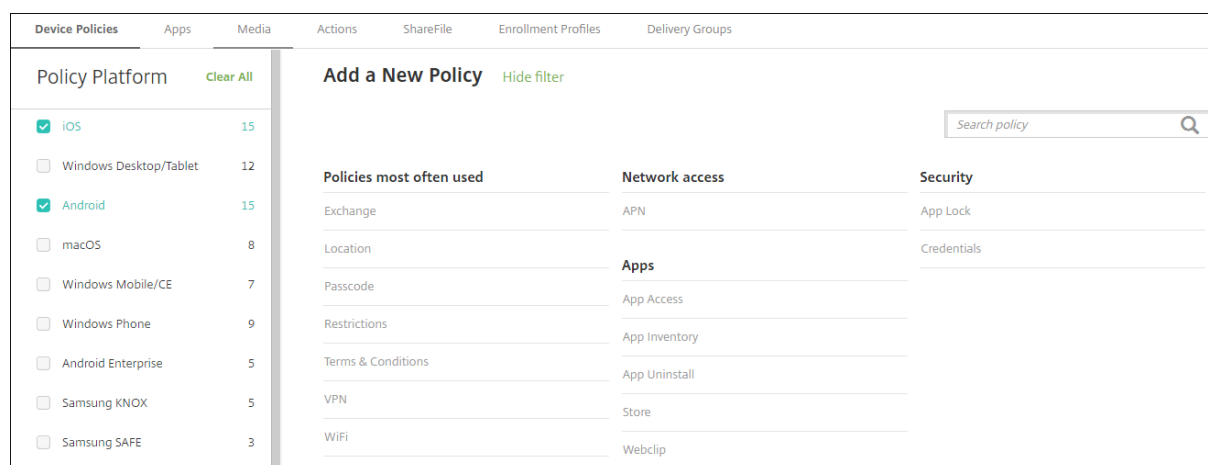 Device Policies Apps Media Actions ShareFile Enrollment Profiles Delivery Groups
Policy Platform Clear All
iOS 15
Windows Desktop/Tablet 12
Android 15
macOS 8
Windows Mobile/CE 7
Windows Phone 9
Android Enterprise 5
Samsung KNOX 5
Samsung SAFE 3
Add a New Policy Hide filter
Search policy
Policies most often used
Exchange
Location
Passcode
Restrictions
Terms & Conditions
VPN
WiFi
Network access
APN
Apps
App Access
App Inventory
App Uninstall
Store
Webclip
Security
App Lock
Credentials